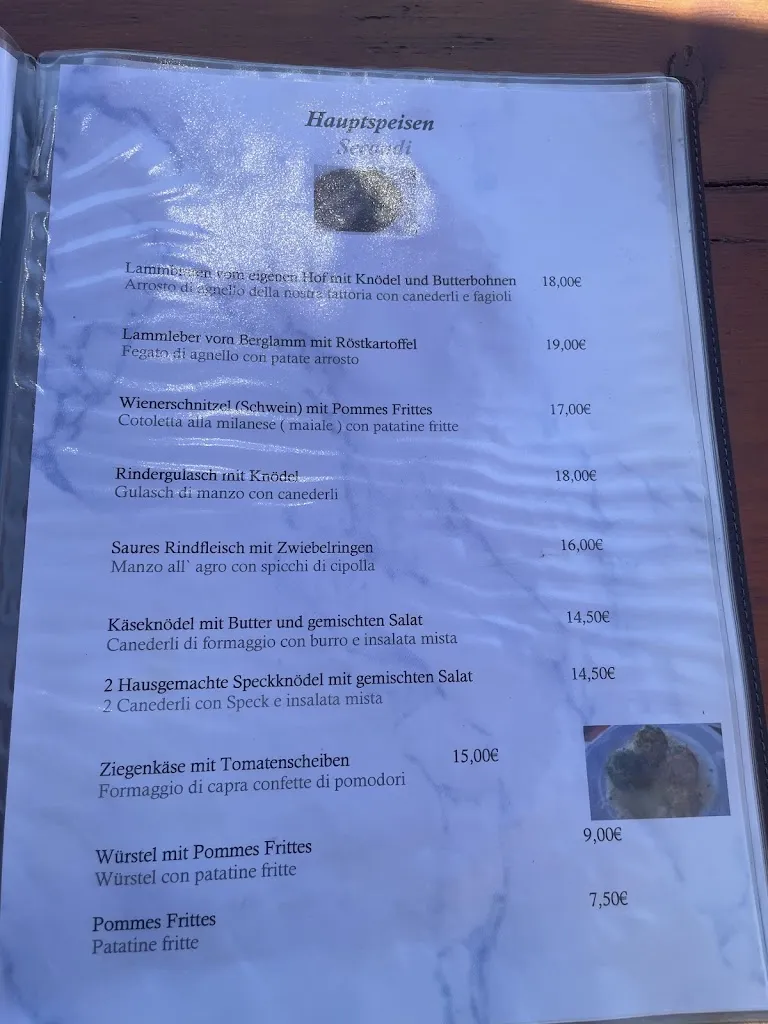 Hauptspeisen
Secondi
Lammbraten vom eigenen Hof mit Knödel und Butterbohnen 18,00€
Arrosto di agnello della nostra fattoria con canederli e fagioli
Lammleber vom Berglamm mit Röstkartoffel 19,00€
Fegato di agnello con patate arrosto
Wienerschnitzel (Schwein) mit Pommes Frittes 17,00€
Cotoletta alla milanese ( maiale ) con patatine fritte
Rindergulasch mit Knödel 18,00€
Gulasch di manzo con canederli
Saures Rindfleisch mit Zwiebelringen 16,00€
Manzo all` agro con spicchi di cipolla
Käseknödel mit Butter und gemischten Salat 14,50€
Canederli di formaggio con burro e insalata mista
2 Hausgemachte Speckknödel mit gemischten Salat 14,50€
2 Canederli con Speck e insalata mista
Ziegenkäse mit Tomatenscheiben 15,00€
Formaggio di capra confette di pomodori
Würstel mit Pommes Frittes 9,00€
Würstel con patatine fritte
Pommes Frittes 7,50€
Patatine fritte